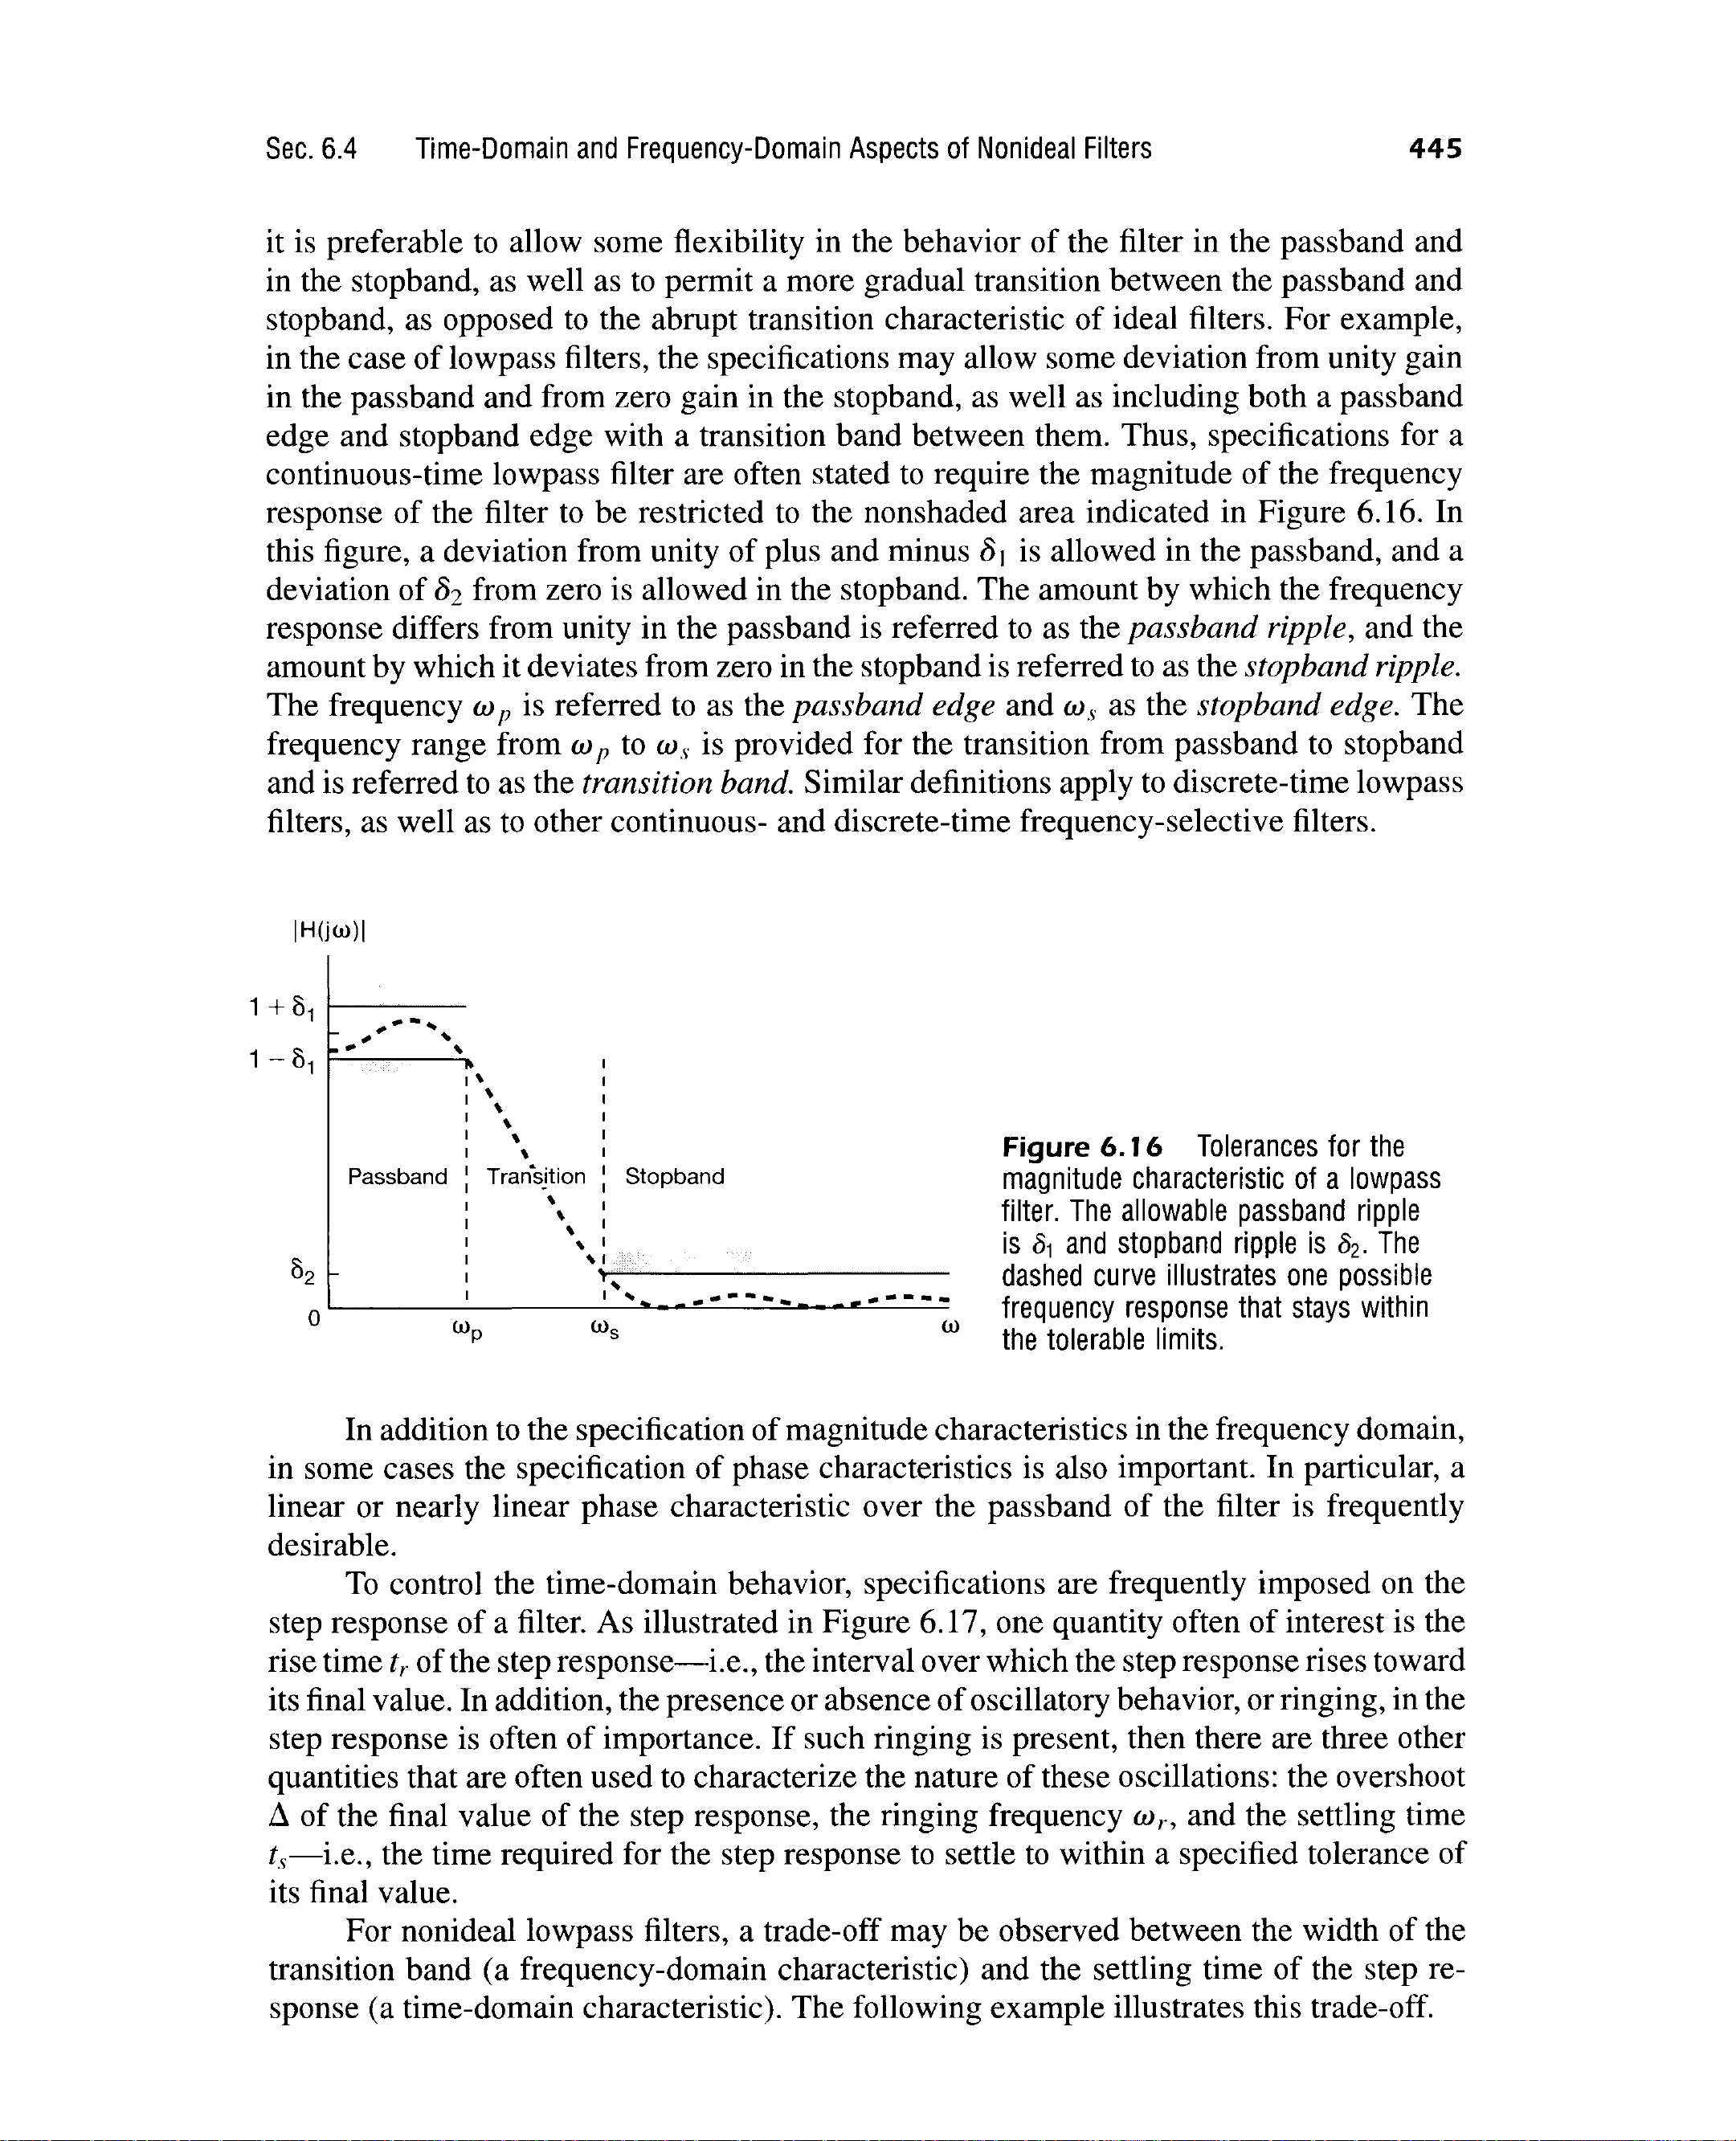 Sec. 6.4 Time-Domain and Frequency-Domain Aspects of Nonideal Filters 445
it is preferable to allow some flexibility in the behavior of the filter in the passband and
in the stopband, as well as to permit a more gradual transition between the passband and
stopband, as opposed to the abrupt transition characteristic of ideal filters. For example,
in the case of lowpass filters, the specifications may allow some deviation from unity gain
in the passband and from zero gain in the stopband, as well as including both a passband
edge and stopband edge with a transition band between them. Thus, specifications for a
continuous-time lowpass filter are often stated to require the magnitude of the frequency
response of the filter to be restricted to the nonshaded area indicated in Figure 6.16. In
this figure, a deviation from unity of plus and minus δ₁ is allowed in the passband, and a
deviation of δ₂ from zero is allowed in the stopband. The amount by which the frequency
response differs from unity in the passband is referred to as the passband ripple, and the
amount by which it deviates from zero in the stopband is referred to as the stopband ripple.
The frequency ωₚ is referred to as the passband edge and ωₛ as the stopband edge. The
frequency range from ωₚ to ωₛ is provided for the transition from passband to stopband
and is referred to as the transition band. Similar definitions apply to discrete-time lowpass
filters, as well as to other continuous- and discrete-time frequency-selective filters.
|H(jω)|
1 + δ₁
1 − δ₁
Passband Transition Stopband
δ₂
0
ωₚ ωₛ ω
Figure 6.16 Tolerances for the
magnitude characteristic of a lowpass
filter. The allowable passband ripple
is δ₁ and stopband ripple is δ₂. The
dashed curve illustrates one possible
frequency response that stays within
the tolerable limits.
In addition to the specification of magnitude characteristics in the frequency domain,
in some cases the specification of phase characteristics is also important. In particular, a
linear or nearly linear phase characteristic over the passband of the filter is frequently
desirable.
To control the time-domain behavior, specifications are frequently imposed on the
step response of a filter. As illustrated in Figure 6.17, one quantity often of interest is the
rise time tᵣ of the step response—i.e., the interval over which the step response rises toward
its final value. In addition, the presence or absence of oscillatory behavior, or ringing, in the
step response is often of importance. If such ringing is present, then there are three other
quantities that are often used to characterize the nature of these oscillations: the overshoot
Δ of the final value of the step response, the ringing frequency ωᵣ, and the settling time
tₛ—i.e., the time required for the step response to settle to within a specified tolerance of
its final value.
For nonideal lowpass filters, a trade-off may be observed between the width of the
transition band (a frequency-domain characteristic) and the settling time of the step re-
sponse (a time-domain characteristic). The following example illustrates this trade-off.